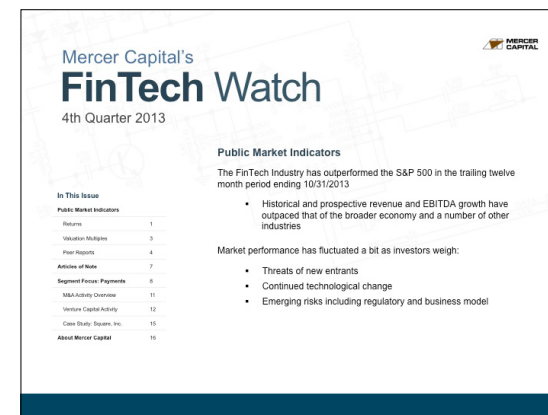 MERCER
CAPITAL
Mercer Capital's
FinTech Watch
4th Quarter 2013
Public Market Indicators
The FinTech Industry has outperformed the S&P 500 in the trailing twelve
month period ending 10/31/2013
▪ Historical and prospective revenue and EBITDA growth have
outpaced that of the broader economy and a number of other
industries
Market performance has fluctuated a bit as investors weigh:
▪ Threats of new entrants
▪ Continued technological change
▪ Emerging risks including regulatory and business model
In This Issue
Public Market Indicators
Returns 1
Valuation Multiples 3
Peer Reports 4
Articles of Note 7
Segment Focus: Payments 8
M&A Activity Overview 11
Venture Capital Activity 12
Case Study: Square, Inc. 15
About Mercer Capital 16